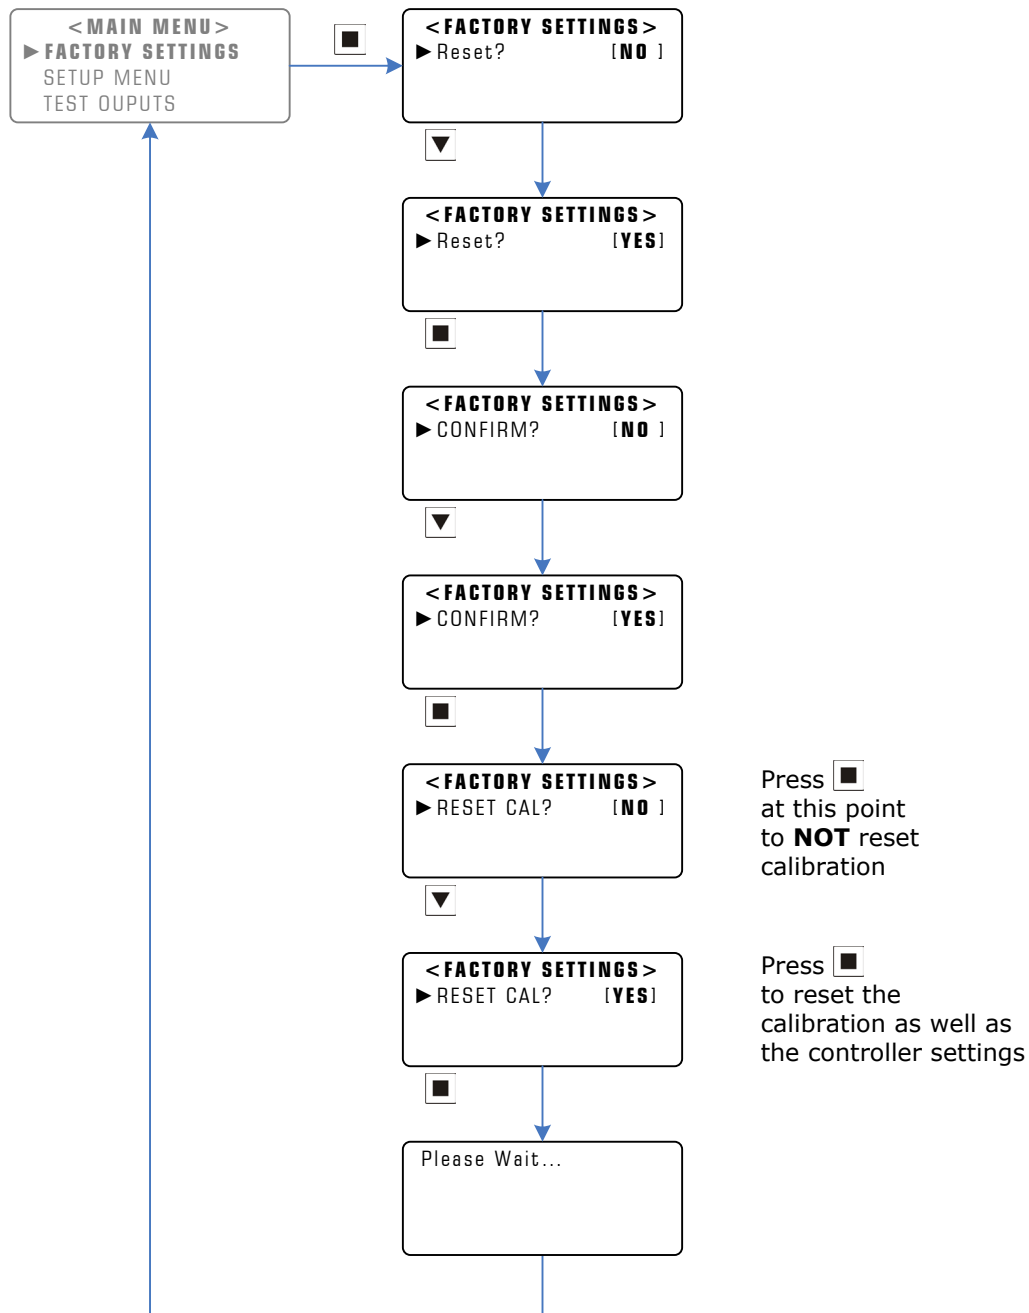 <MAIN MENU>
►FACTORY SETTINGS
SETUP MENU
TEST OUPUTS
<FACTORY SETTINGS>
►Reset? [NO ]
<FACTORY SETTINGS>
►Reset? [YES]
<FACTORY SETTINGS>
►CONFIRM? [NO ]
<FACTORY SETTINGS>
►CONFIRM? [YES]
<FACTORY SETTINGS>
►RESET CAL? [NO ]
Press
at this point
to NOT reset
calibration
<FACTORY SETTINGS>
►RESET CAL? [YES]
Press
to reset the
calibration as well as
the controller settings
Please Wait...